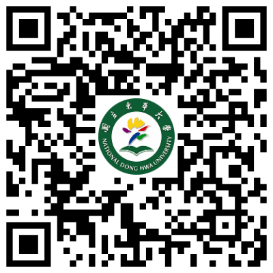 國立東華大學
NATIONAL DONG HWA UNIVERSITY